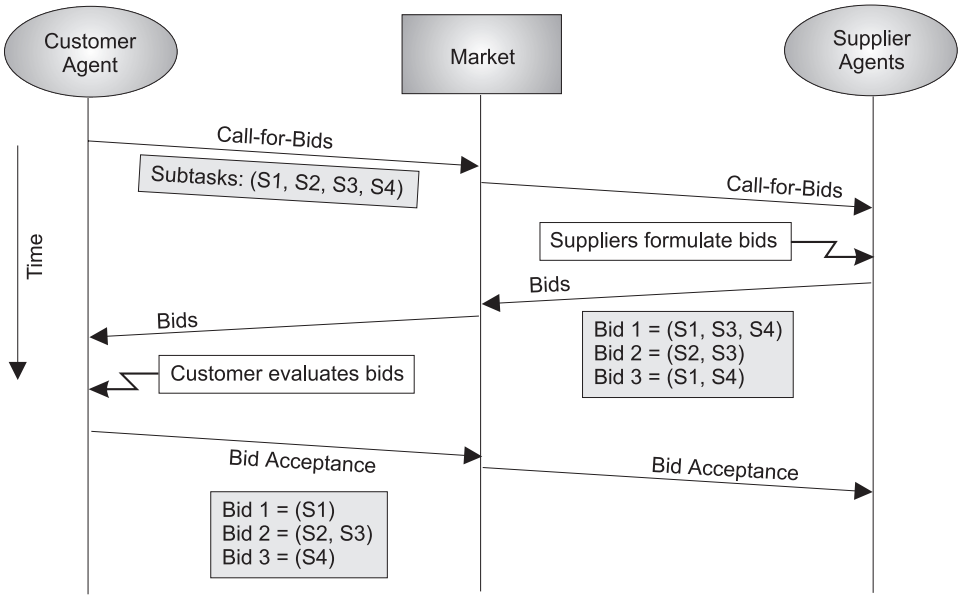 Customer
Agent
Market
Supplier
Agents
Call-for-Bids
Subtasks: (S1, S2, S3, S4)
Call-for-Bids
Time
Suppliers formulate bids
Bids
Bids
Bid 1 = (S1, S3, S4)
Bid 2 = (S2, S3)
Bid 3 = (S1, S4)
Customer evaluates bids
Bid Acceptance
Bid Acceptance
Bid 1 = (S1)
Bid 2 = (S2, S3)
Bid 3 = (S4)